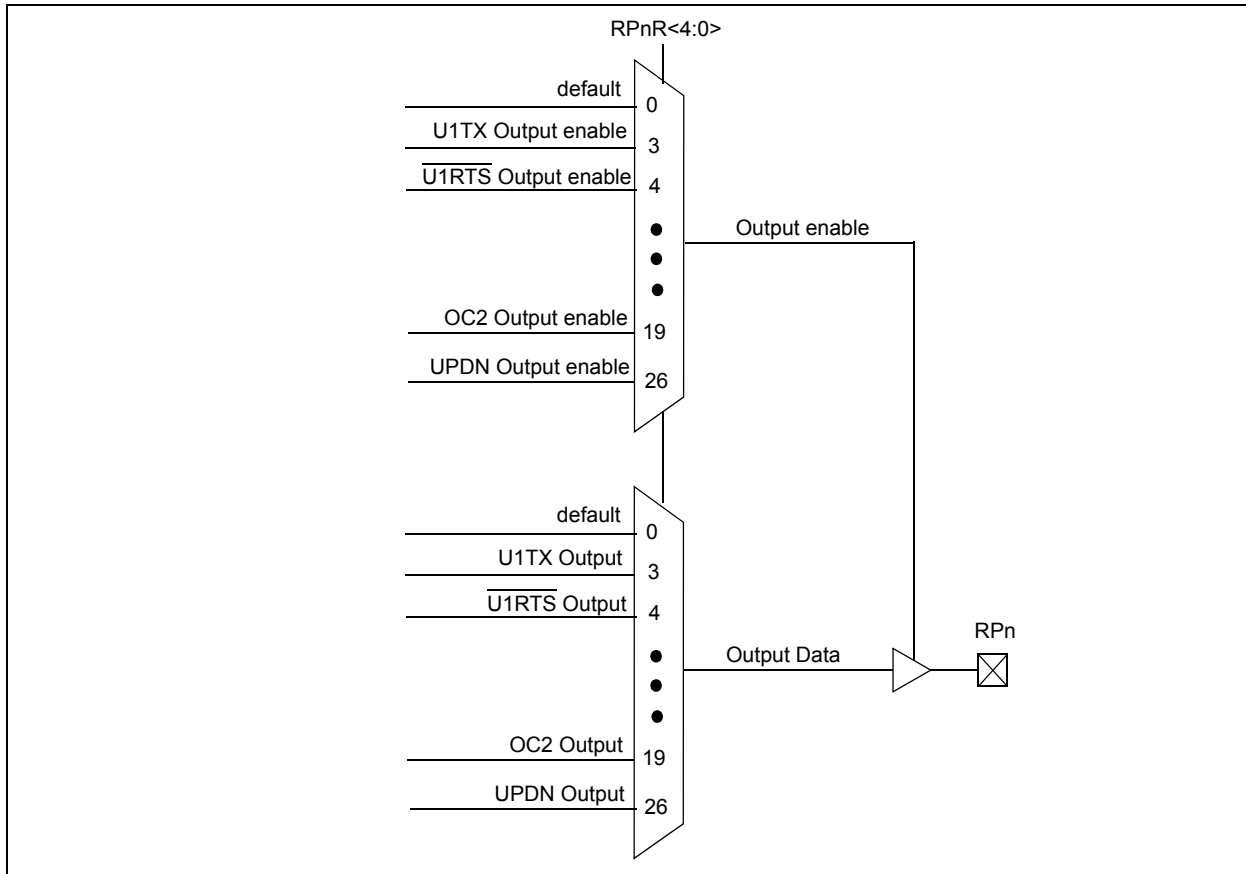 RPnR<4:0>
default
0
U1TX Output enable
3
U1RTS Output enable
4
Output enable
OC2 Output enable
19
UPDN Output enable
26
default
0
U1TX Output
3
U1RTS Output
4
RPn
Output Data
OC2 Output
19
UPDN Output
26